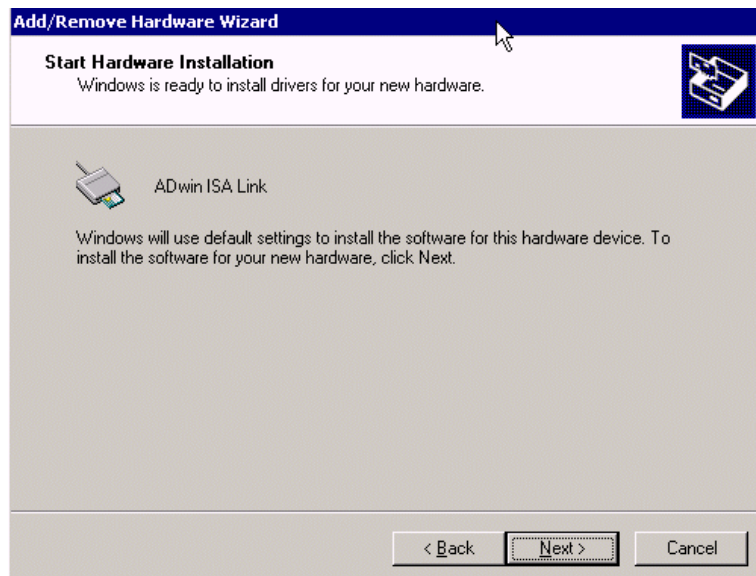 Add/Remove Hardware Wizard
Start Hardware Installation
Windows is ready to install drivers for your new hardware.
ADwin ISA Link
Windows will use default settings to install the software for this hardware device. To
install the software for your new hardware, click Next.
< Back
Next >
Cancel